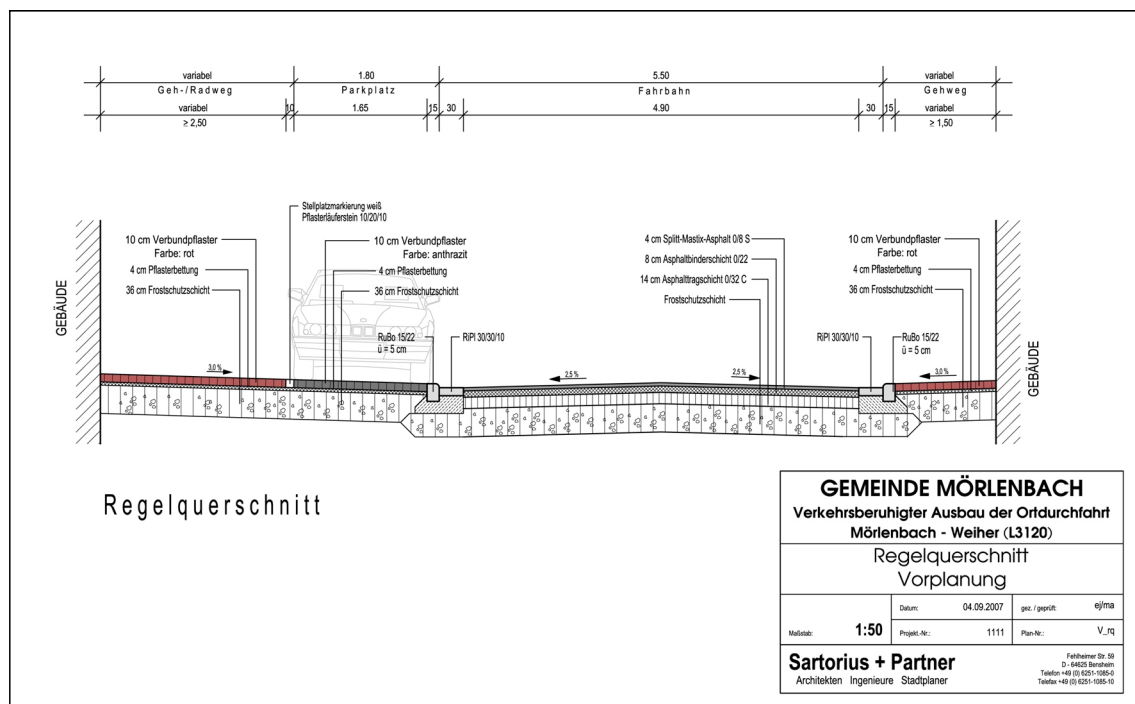 variabel 1.80 5.50 variabel
Geh-/Radweg Parkplatz Fahrbahn Gehweg
variabel 10 1.65 15 30 4.90 30 15 variabel
≥ 2,50 ≥ 1,50
Stellplatzmarkierung weiß
Pflasterläuferstein 10/20/10
10 cm Verbundpflaster
Farbe: rot
4 cm Pflasterbettung
36 cm Frostschutzschicht
10 cm Verbundpflaster
Farbe: anthrazit
4 cm Pflasterbettung
36 cm Frostschutzschicht
4 cm Splitt-Mastix-Asphalt 0/8 S
8 cm Asphaltbinderschicht 0/22
14 cm Asphalttragschicht 0/32 C
Frostschutzschicht
10 cm Verbundpflaster
Farbe: rot
4 cm Pflasterbettung
36 cm Frostschutzschicht
GEBÄUDE
RuBo 15/22
ü = 5 cm
RiPl 30/30/10
RiPl 30/30/10
RuBo 15/22
ü = 5 cm
GEBÄUDE
3,0 % 2,5 % 2,5 % 3,0 %
Regelquerschnitt
GEMEINDE MÖRLENBACH
Verkehrsberuhigter Ausbau der Ortdurchfahrt
Mörlenbach - Weiher (L3120)
Regelquerschnitt
Vorplanung
Datum: 04.09.2007 gez. / geprüft: ej/ma
Maßstab: 1:50 Projekt.-Nr.: 1111 Plan-Nr.: V_rq
Sartorius + Partner
Architekten Ingenieure Stadtplaner
Fehlheimer Str. 59
D - 64625 Bensheim
Telefon +49 (0) 6251-1085-0
Telefax +49 (0) 6251-1085-10